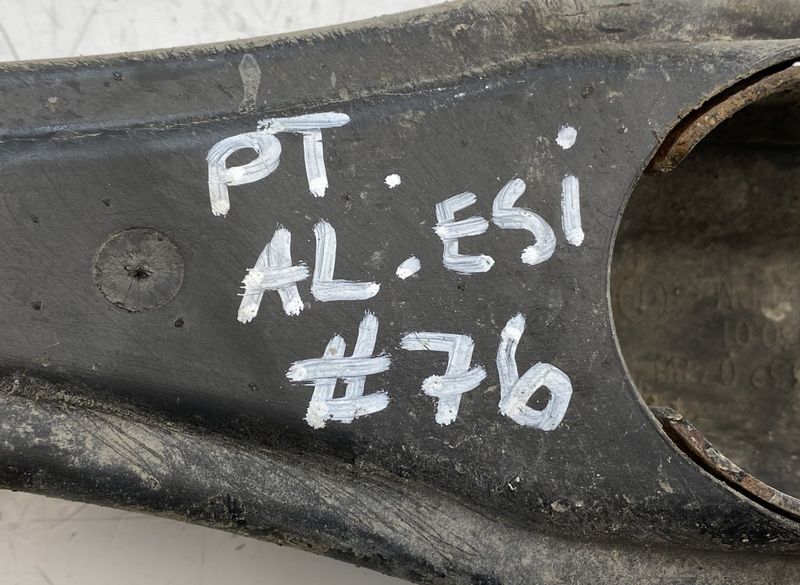 PT.
AL. ESi
#76